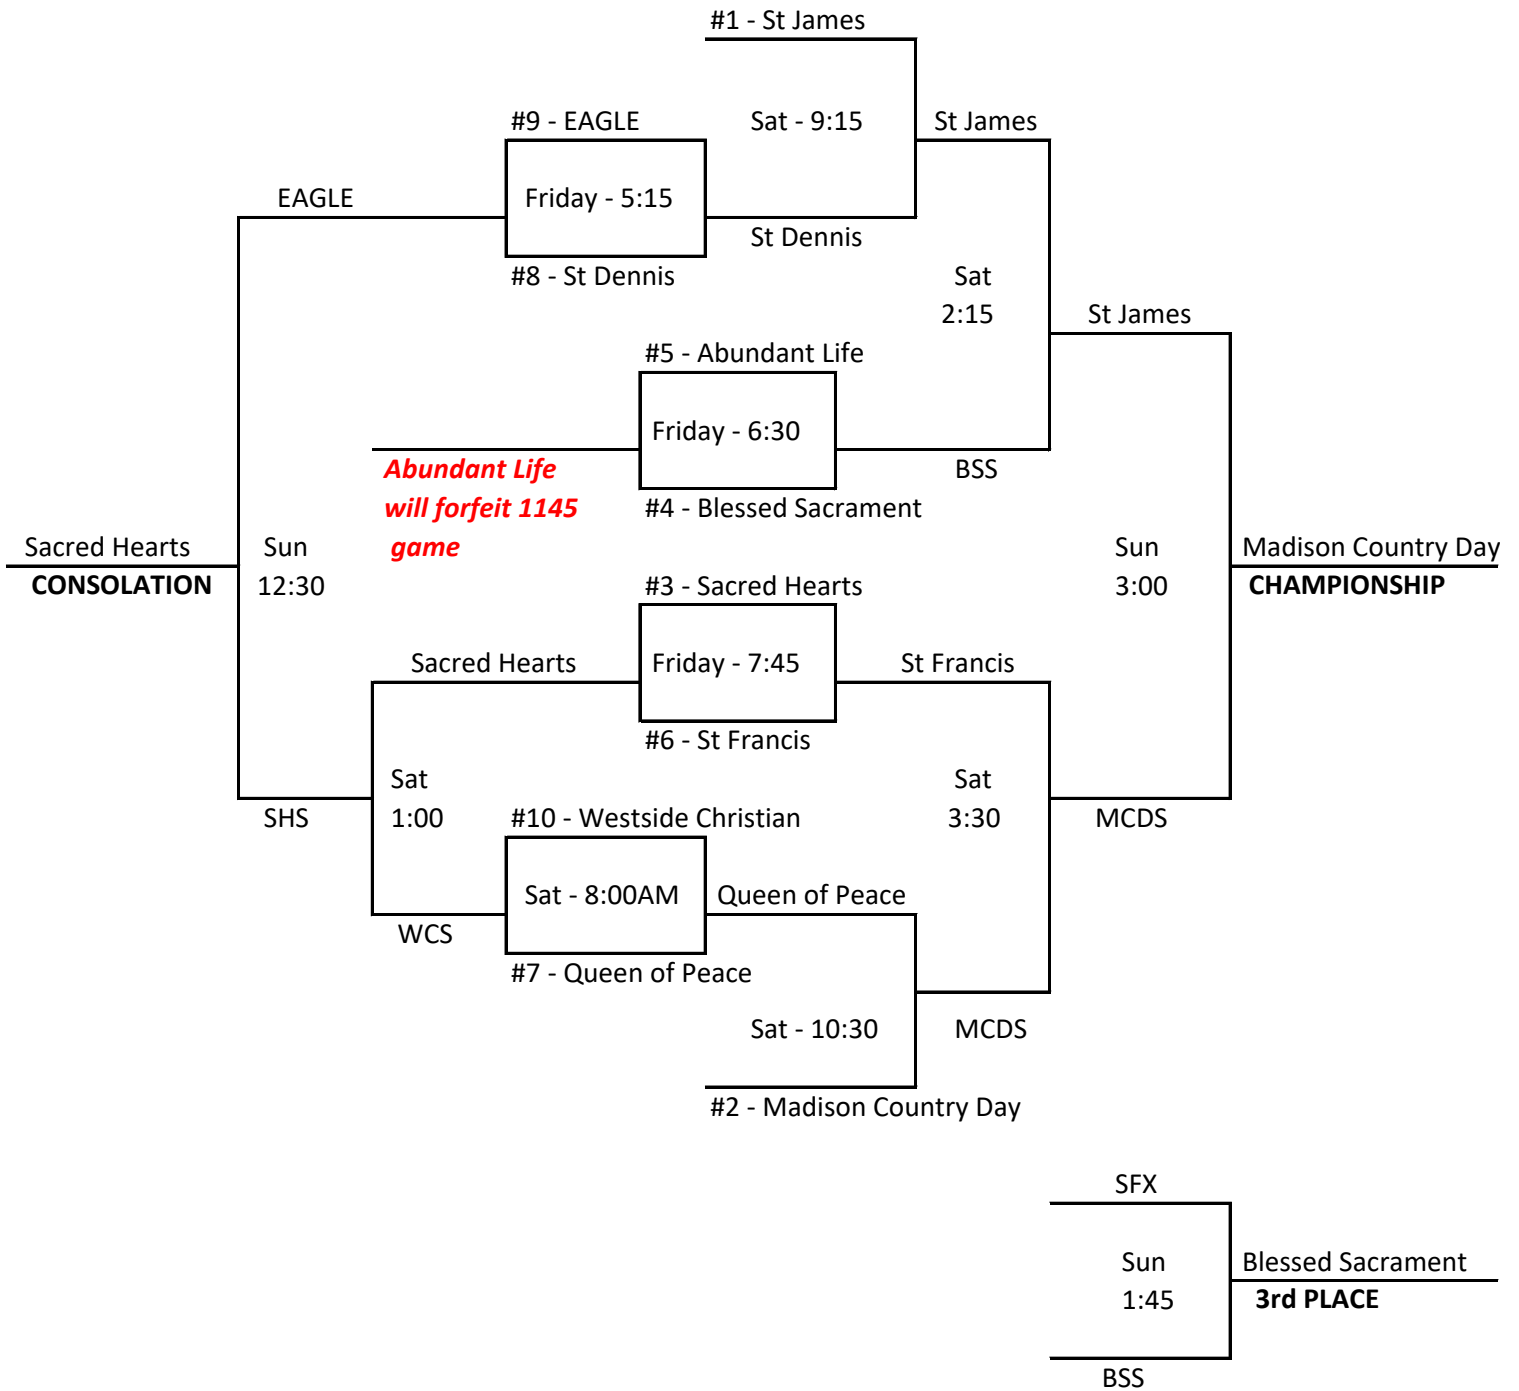 #1 - St James
#9 - EAGLE
Sat - 9:15
St James
EAGLE
Friday - 5:15
St Dennis
#8 - St Dennis
Sat
2:15
St James
#5 - Abundant Life
Friday - 6:30
Abundant Life
will forfeit 1145
game
BSS
#4 - Blessed Sacrament
Sacred Hearts
CONSOLATION
Sun
12:30
Sun
3:00
Madison Country Day
CHAMPIONSHIP
#3 - Sacred Hearts
Sacred Hearts
Friday - 7:45
St Francis
#6 - St Francis
Sat
1:00
Sat
3:30
SHS
#10 - Westside Christian
MCDS
Sat - 8:00AM
Queen of Peace
WCS
#7 - Queen of Peace
Sat - 10:30
MCDS
#2 - Madison Country Day
SFX
Sun
1:45
Blessed Sacrament
3rd PLACE
BSS